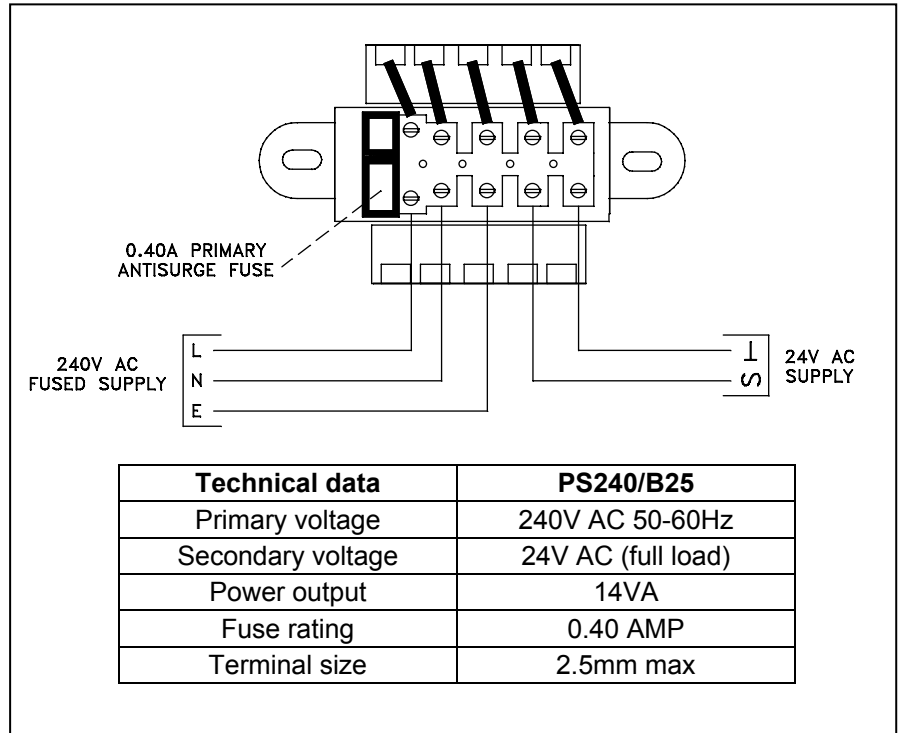 0.40A PRIMARY
ANTISURGE FUSE
240V AC
FUSED SUPPLY
L
N
E
⊥
S
24V AC
SUPPLY
Technical data PS240/B25
Primary voltage 240V AC 50-60Hz
Secondary voltage 24V AC (full load)
Power output 14VA
Fuse rating 0.40 AMP
Terminal size 2.5mm max